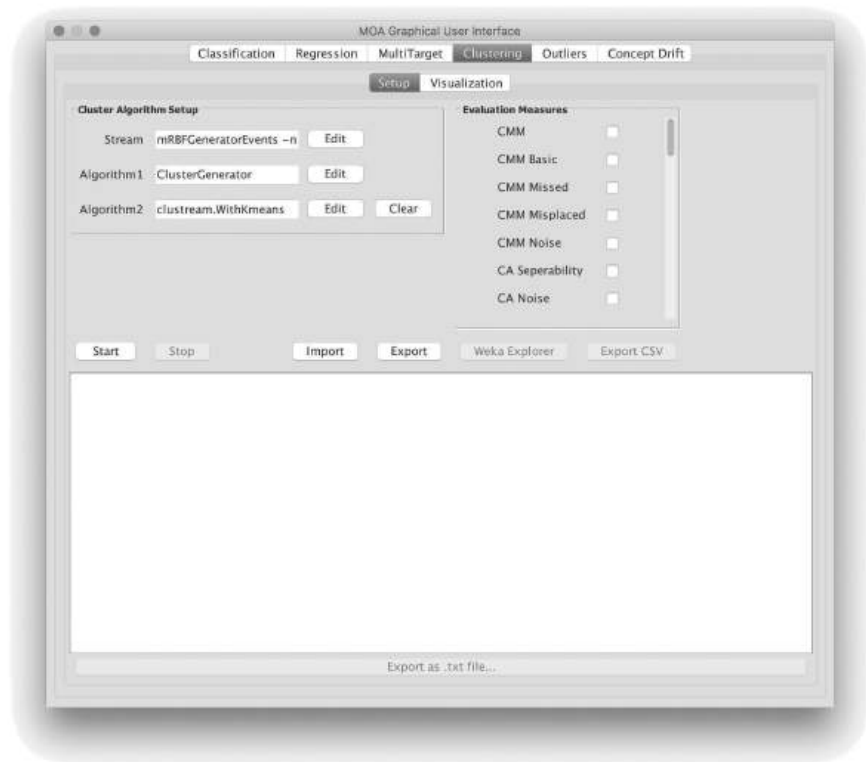 MOA Graphical User Interface
Classification Regression MultiTarget Clustering Outliers Concept Drift
Setup Visualization
Cluster Algorithm Setup
Stream mRBFGeneratorEvents -n Edit
Algorithm1 ClusterGenerator Edit
Algorithm2 clustream.WithKmeans Edit Clear
Evaluation Measures
CMM
CMM Basic
CMM Missed
CMM Misplaced
CMM Noise
CA Seperability
CA Noise
Start Stop Import Export Weka Explorer Export CSV
Export as .txt file...